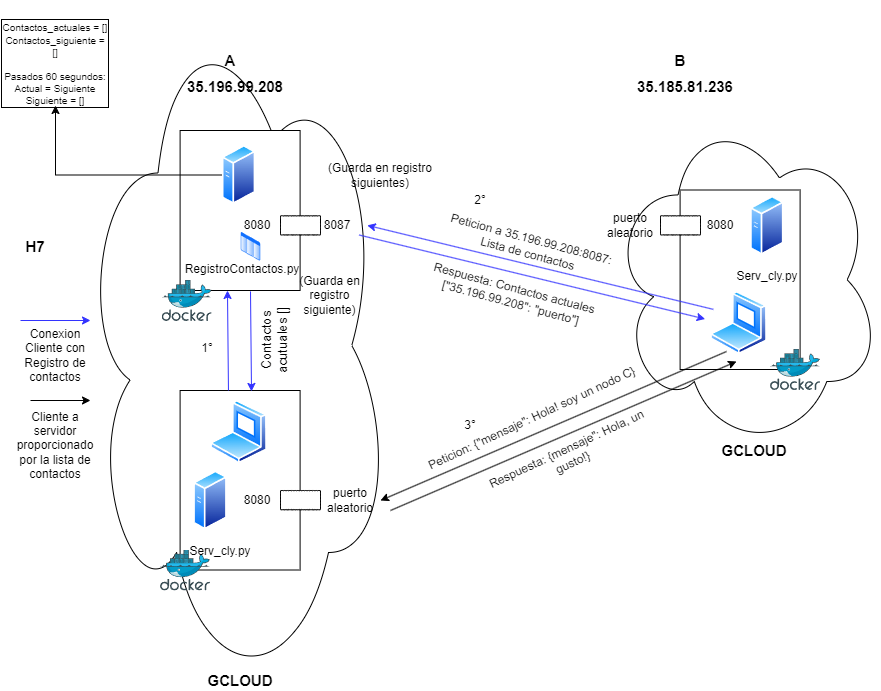 Contactos_actuales = []
Contactos_siguiente =
[]
Pasados 60 segundos:
Actual = Siguiente
Siguiente = []
A
35.196.99.208
B
35.185.81.236
(Guarda en registro
siguientes)
8080
8087
RegistroContactos.py
docker
(Guarda en
registro
siguiente)
2°
Peticion a 35.196.99.208:8087:
Lista de contactos
Respuesta: Contactos actuales
["35.196.99.208": "puerto"]
puerto
aleatorio
8080
Serv_cly.py
docker
GCLOUD
H7
Conexion
Cliente con
Registro de
contactos
Cliente a
servidor
proporcionado
por la lista de
contactos
1°
Contactos
acutuales []
3°
Peticion: {"mensaje": Hola! soy un nodo C}
Respuesta: {mensaje": Hola, un
gusto!}
8080
puerto
aleatorio
Serv_cly.py
docker
GCLOUD